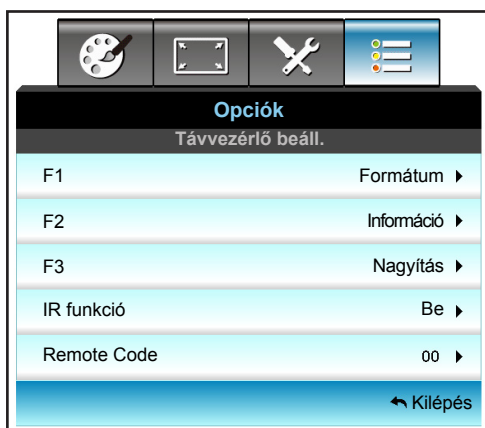 Opciók
Távvezérlő beáll.
F1 Formátum
F2 Információ
F3 Nagyítás
IR funkció Be
Remote Code 00
Kilépés